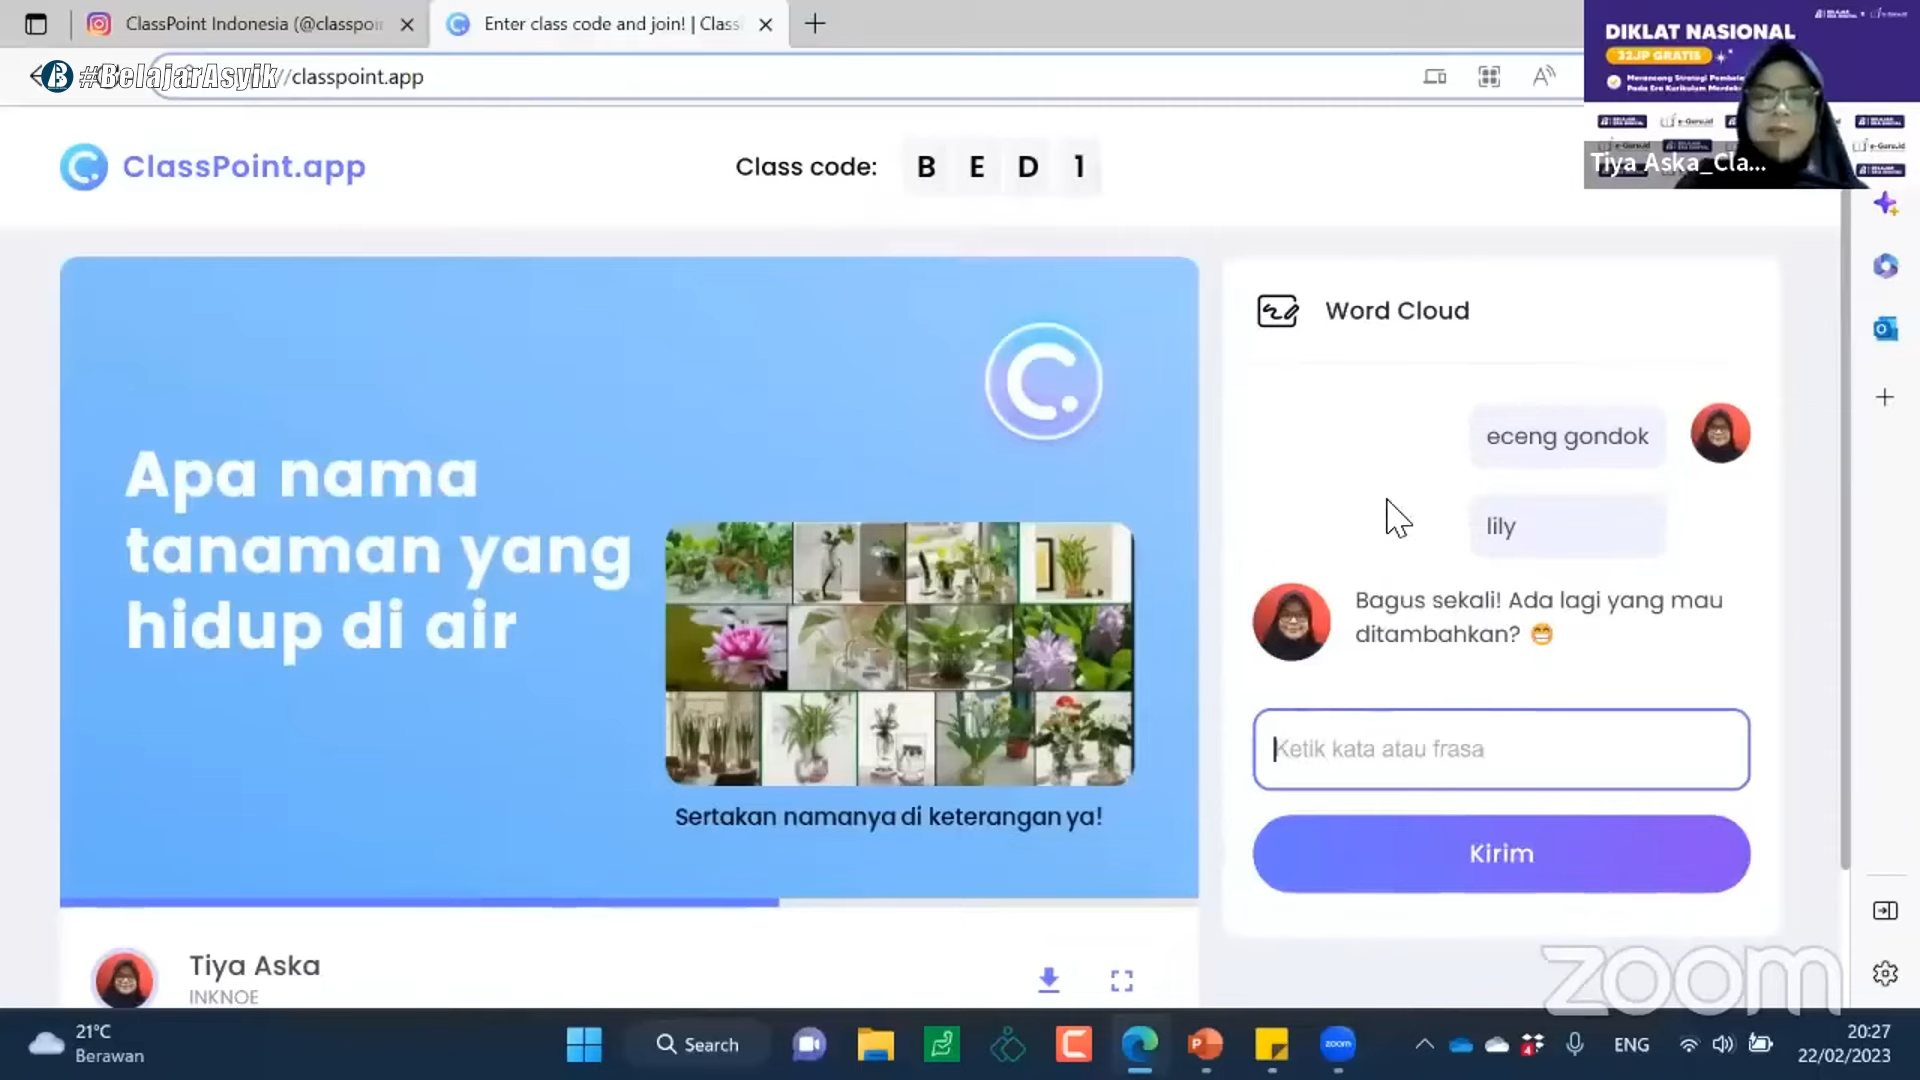 ClassPoint Indonesia (@classpoi
Enter class code and join! | Class
#BelajarAsyik
//classpoint.app
DIKLAT NASIONAL
32JP GRATIS
Tiya Aska_Cla...
ClassPoint.app
Class code: B E D 1
Word Cloud
Apa nama
tanaman yang
hidup di air
Sertakan namanya di keterangan ya!
eceng gondok
lily
Bagus sekali! Ada lagi yang mau
ditambahkan?
Ketik kata atau frasa
Kirim
Tiya Aska
INKNOE
zoom
21°C
Berawan
Search
zoom
4
ENG
20:27
22/02/2023